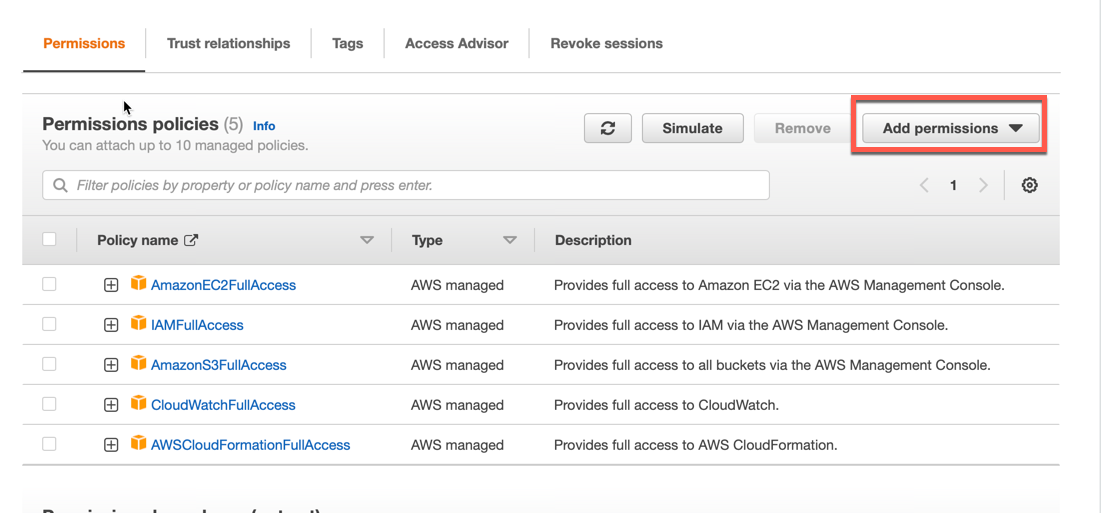 Permissions Trust relationships Tags Access Advisor Revoke sessions
Permissions policies (5) Info
You can attach up to 10 managed policies.
Simulate Remove Add permissions
Filter policies by property or policy name and press enter.
1
Policy name Type Description
AmazonEC2FullAccess AWS managed Provides full access to Amazon EC2 via the AWS Management Console.
IAMFullAccess AWS managed Provides full access to IAM via the AWS Management Console.
AmazonS3FullAccess AWS managed Provides full access to all buckets via the AWS Management Console.
CloudWatchFullAccess AWS managed Provides full access to CloudWatch.
AWSCloudFormationFullAccess AWS managed Provides full access to AWS CloudFormation.